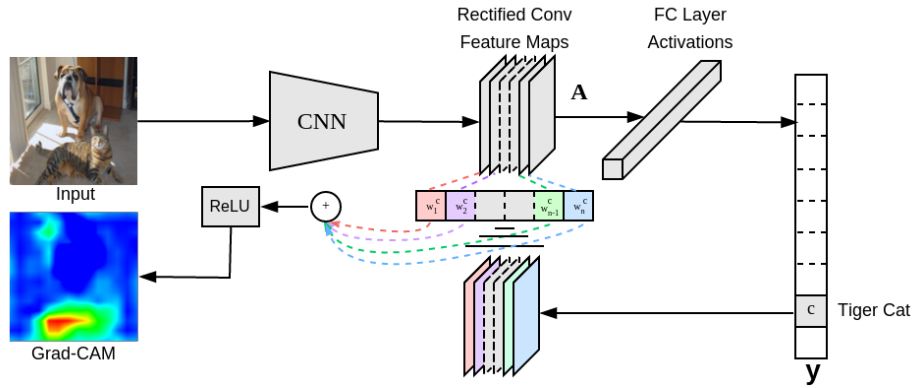 Rectified Conv
Feature Maps
FC Layer
Activations
CNN
A
Input
ReLU
+
w₁ᶜ
w₂ᶜ
wₙ₋₁ᶜ
wₙᶜ
c
Tiger Cat
Grad-CAM
y